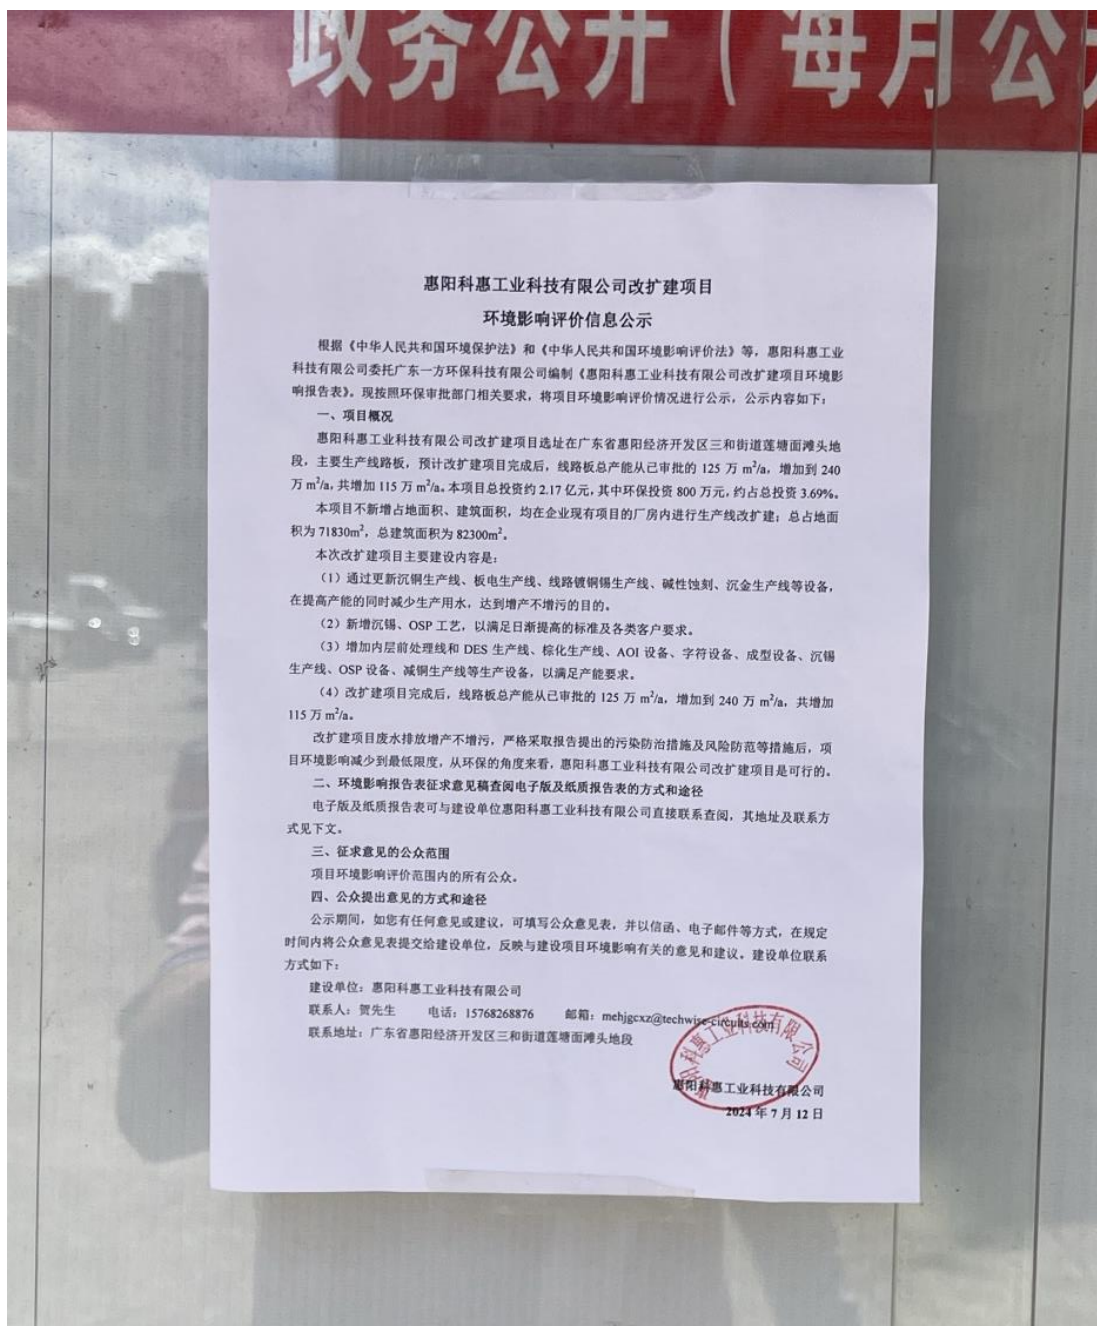 政务公开（每月公开
惠阳科惠工业科技有限公司改扩建项目
环境影响评价信息公示
根据《中华人民共和国环境保护法》和《中华人民共和国环境影响评价法》等，惠阳科惠工业
科技有限公司委托广东一方环保科技有限公司编制《惠阳科惠工业科技有限公司改扩建项目环境影
响报告表》。现按照环保审批部门相关要求，将项目环境影响评价情况进行公示，公示内容如下：
一、项目概况
惠阳科惠工业科技有限公司改扩建项目选址在广东省惠阳经济开发区三和街道莲塘面滩头地
段，主要生产线路板，预计改扩建项目完成后，线路板总产能从已审批的 125 万 m²/a，增加到 240
万 m²/a，共增加 115 万 m²/a。本项目总投资约 2.17 亿元，其中环保投资 800 万元，约占总投资 3.69%。
本项目不新增占地面积、建筑面积，均在企业现有项目的厂房内进行生产线改扩建；总占地面
积为 71830m²，总建筑面积为 82300m²。
本次改扩建项目主要建设内容是：
（1）通过更新沉铜生产线、板电生产线、线路镀铜锡生产线、碱性蚀刻、沉金生产线等设备，
在提高产能的同时减少生产用水，达到增产不增污的目的。
（2）新增沉锡、OSP 工艺，以满足日渐提高的标准及各类客户要求。
（3）增加内层前处理线和 DES 生产线、棕化生产线、AOI 设备、字符设备、成型设备、沉锡
生产线、OSP 设备、减铜生产线等生产设备，以满足产能要求。
（4）改扩建项目完成后，线路板总产能从已审批的 125 万 m²/a，增加到 240 万 m²/a，共增加
115 万 m²/a。
改扩建项目废水排放增产不增污，严格采取报告提出的污染防治措施及风险防范等措施后，项
目环境影响减少到最低限度，从环保的角度来看，惠阳科惠工业科技有限公司改扩建项目是可行的。
二、环境影响报告表征求意见稿查阅电子版及纸质报告表的方式和途径
电子版及纸质报告表可与建设单位惠阳科惠工业科技有限公司直接联系查阅，其地址及联系方
式见下文。
三、征求意见的公众范围
项目环境影响评价范围内的所有公众。
四、公众提出意见的方式和途径
公示期间，如您有任何意见或建议，可填写公众意见表，并以信函、电子邮件等方式，在规定
时间内将公众意见表提交给建设单位，反映与建设项目环境影响有关的意见和建议。建设单位联系
方式如下：
建设单位：惠阳科惠工业科技有限公司
联系人：贺先生 电话：15768268876 邮箱：mehjgcxz@techwise-circuits.com
联系地址：广东省惠阳经济开发区三和街道莲塘面滩头地段
惠阳科惠工业科技有限公司
惠阳科惠工业科技有限公司
2024 年 7 月 12 日